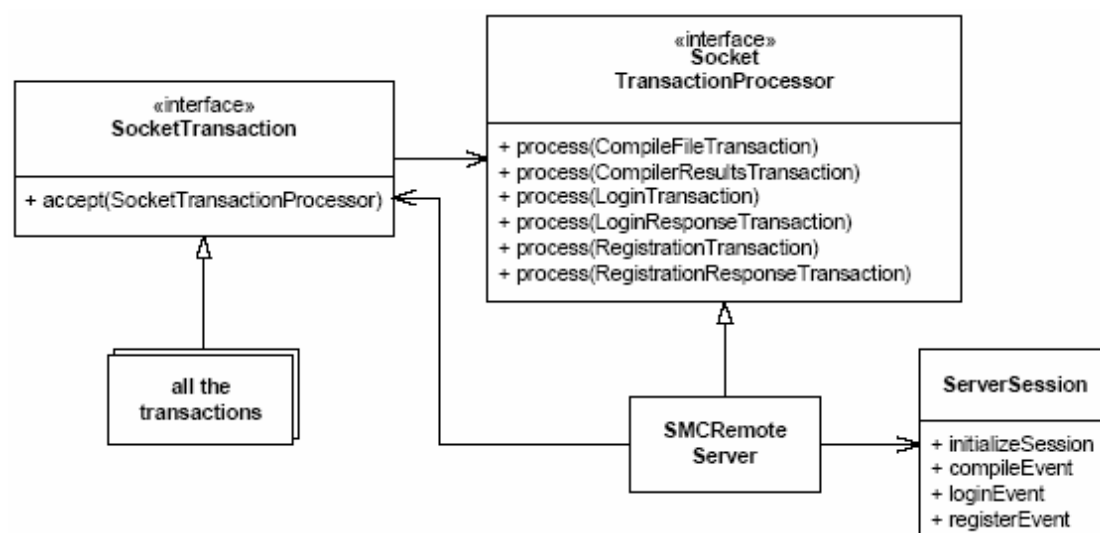 «interface»
SocketTransaction
+ accept(SocketTransactionProcessor)
«interface»
Socket
TransactionProcessor
+ process(CompileFileTransaction)
+ process(CompilerResultsTransaction)
+ process(LoginTransaction)
+ process(LoginResponseTransaction)
+ process(RegistrationTransaction)
+ process(RegistrationResponseTransaction)
all the
transactions
SMCRemote
Server
ServerSession
+ initializeSession
+ compileEvent
+ loginEvent
+ registerEvent